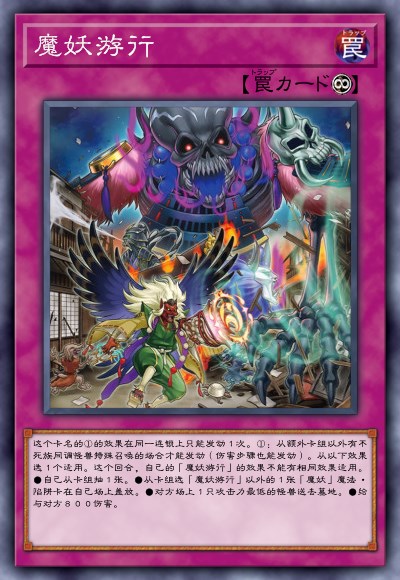 魔妖游行
トラップ
罠
トラップ
【罠カード】
这个卡名的①的效果在同一连锁上只能发动1次。①：从额外卡组以外有不
死族同调怪兽特殊召唤的场合才能发动（伤害步骤也能发动）。从以下效果
选1个适用。这个回合，自己的「魔妖游行」的效果不能有相同效果适用。
●自己从卡组抽1张。●从卡组选「魔妖游行」以外的1张「魔妖」魔法·
陷阱卡在自己场上盖放。●对方场上1只攻击力最低的怪兽送去墓地。●给
与对方800伤害。